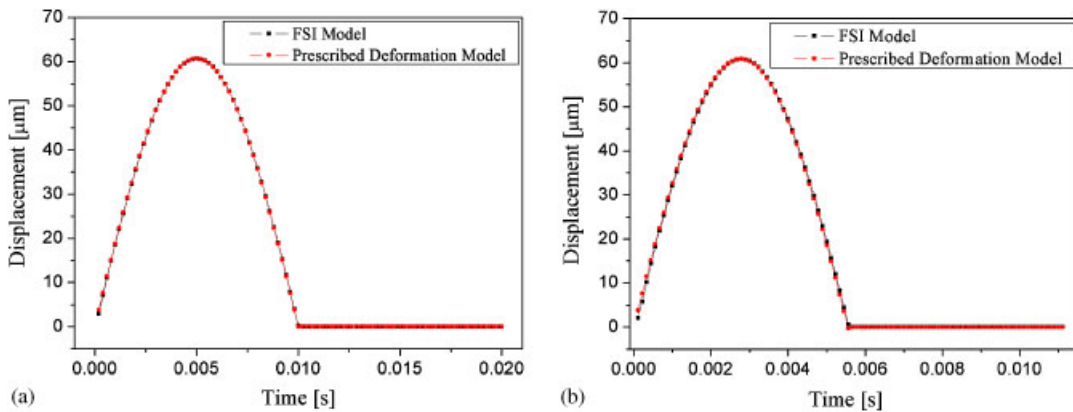 70
60
50
40
30
20
10
0
Displacement [μm]
FSI Model
Prescribed Deformation Model
0.000 0.005 0.010 0.015 0.020
Time [s]
(a)
70
60
50
40
30
20
10
0
Displacement [μm]
FSI Model
Prescribed Deformation Model
0.000 0.002 0.004 0.006 0.008 0.010
Time [s]
(b)